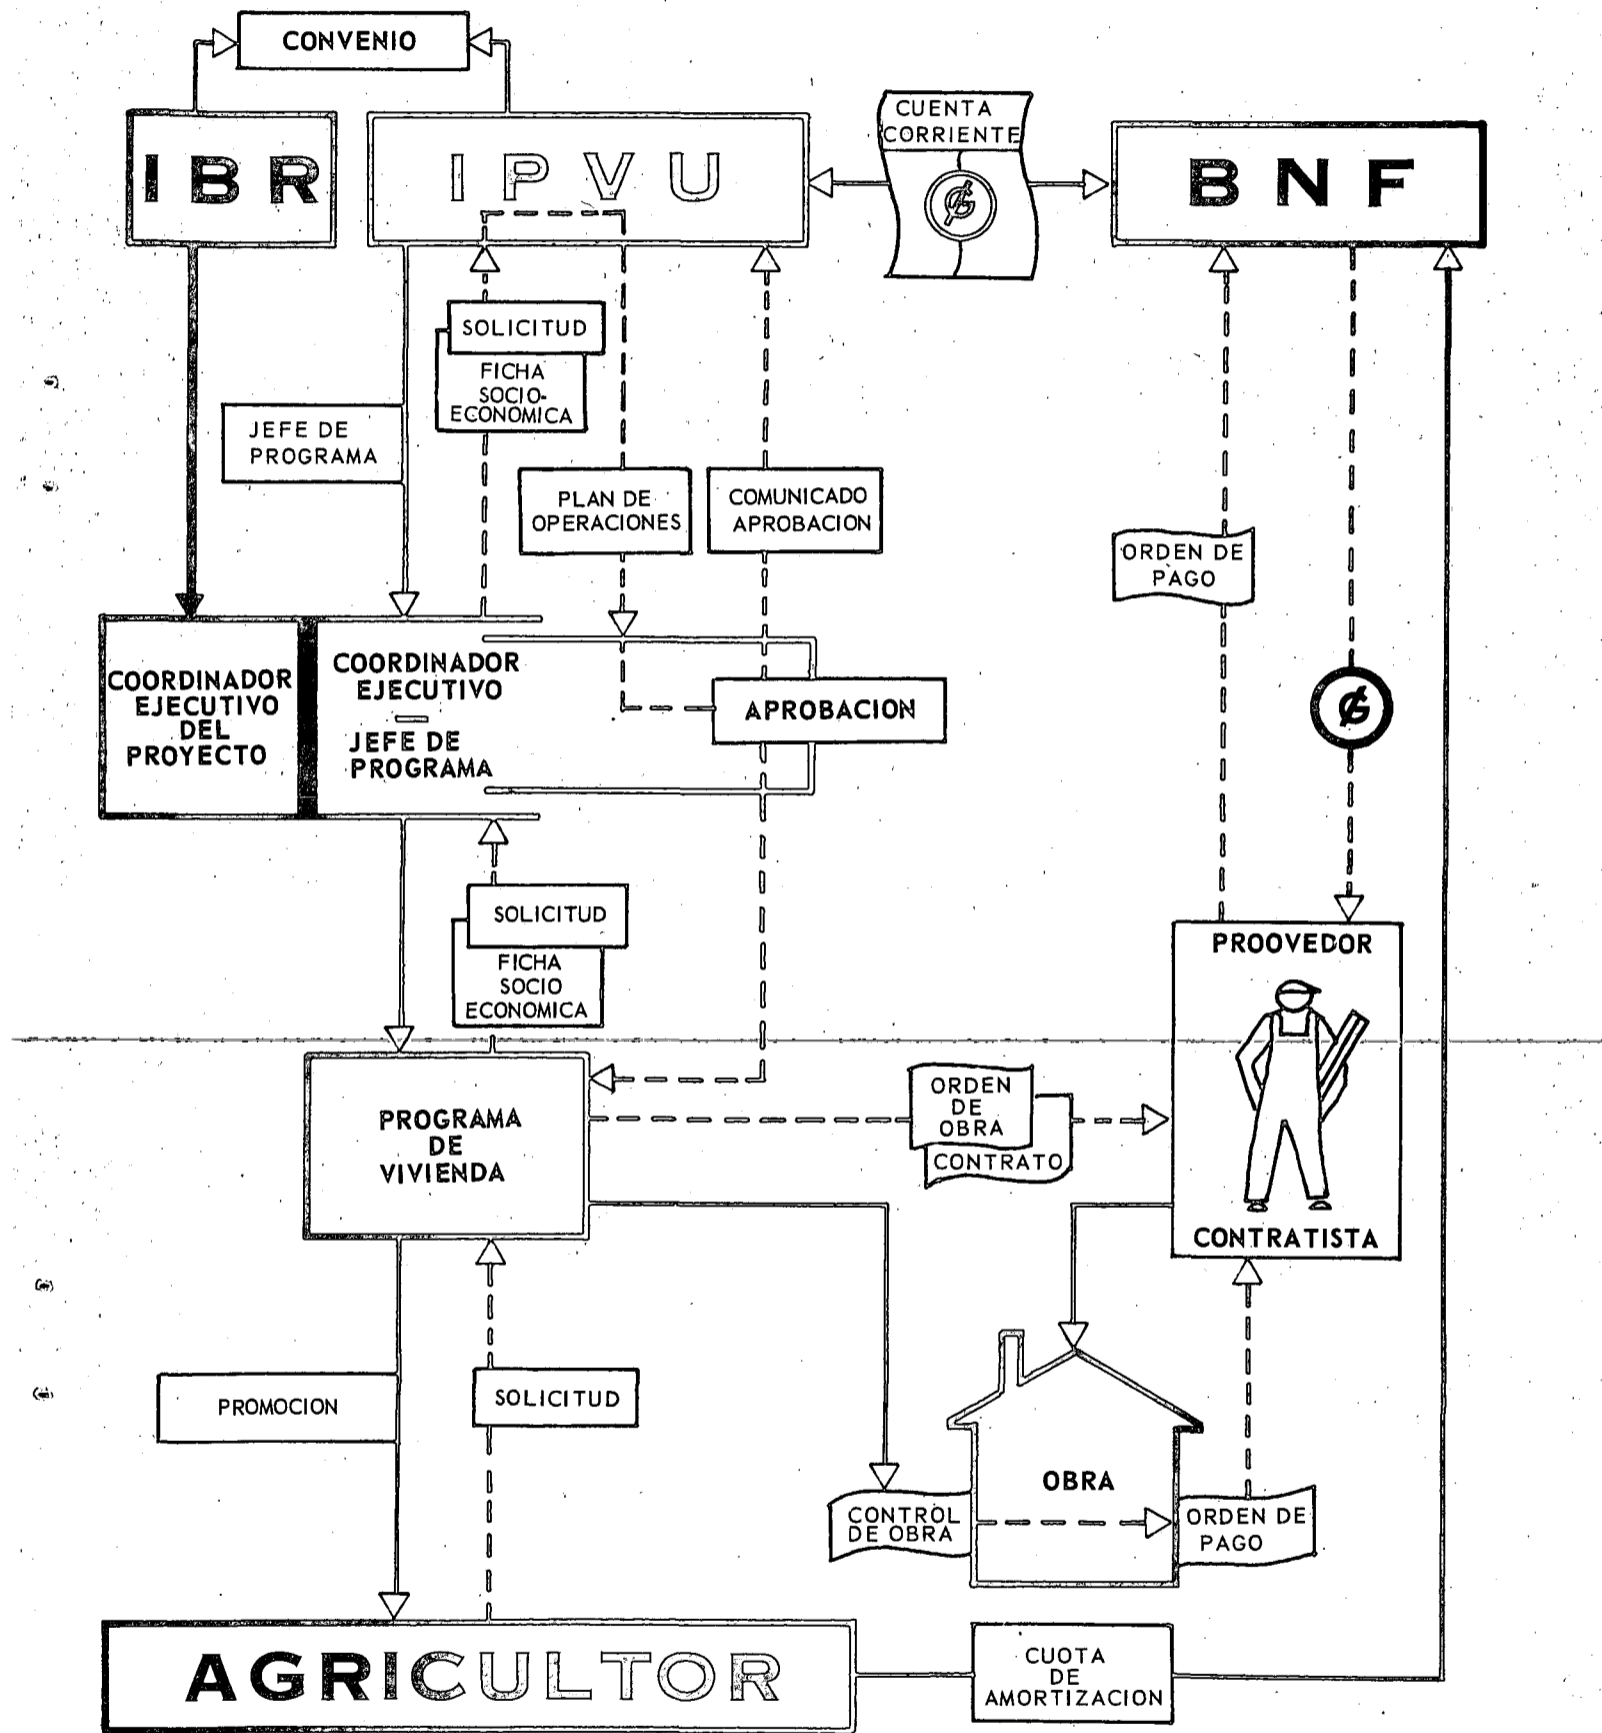 CONVENIO
IBR
IPVU
CUENTA
CORRIENTE
₲
BNF
SOLICITUD
FICHA
SOCIO-
ECONOMICA
JEFE DE
PROGRAMA
PLAN DE
OPERACIONES
COMUNICADO
APROBACION
ORDEN DE
PAGO
COORDINADOR
EJECUTIVO
DEL
PROYECTO
COORDINADOR
EJECUTIVO
—
JEFE DE
PROGRAMA
APROBACION
₲
SOLICITUD
FICHA
SOCIO
ECONOMICA
PROOVEDOR
CONTRATISTA
PROGRAMA
DE
VIVIENDA
ORDEN
DE
OBRA
CONTRATO
PROMOCION
SOLICITUD
OBRA
CONTROL
DE OBRA
ORDEN DE
PAGO
AGRICULTOR
CUOTA
DE
AMORTIZACION